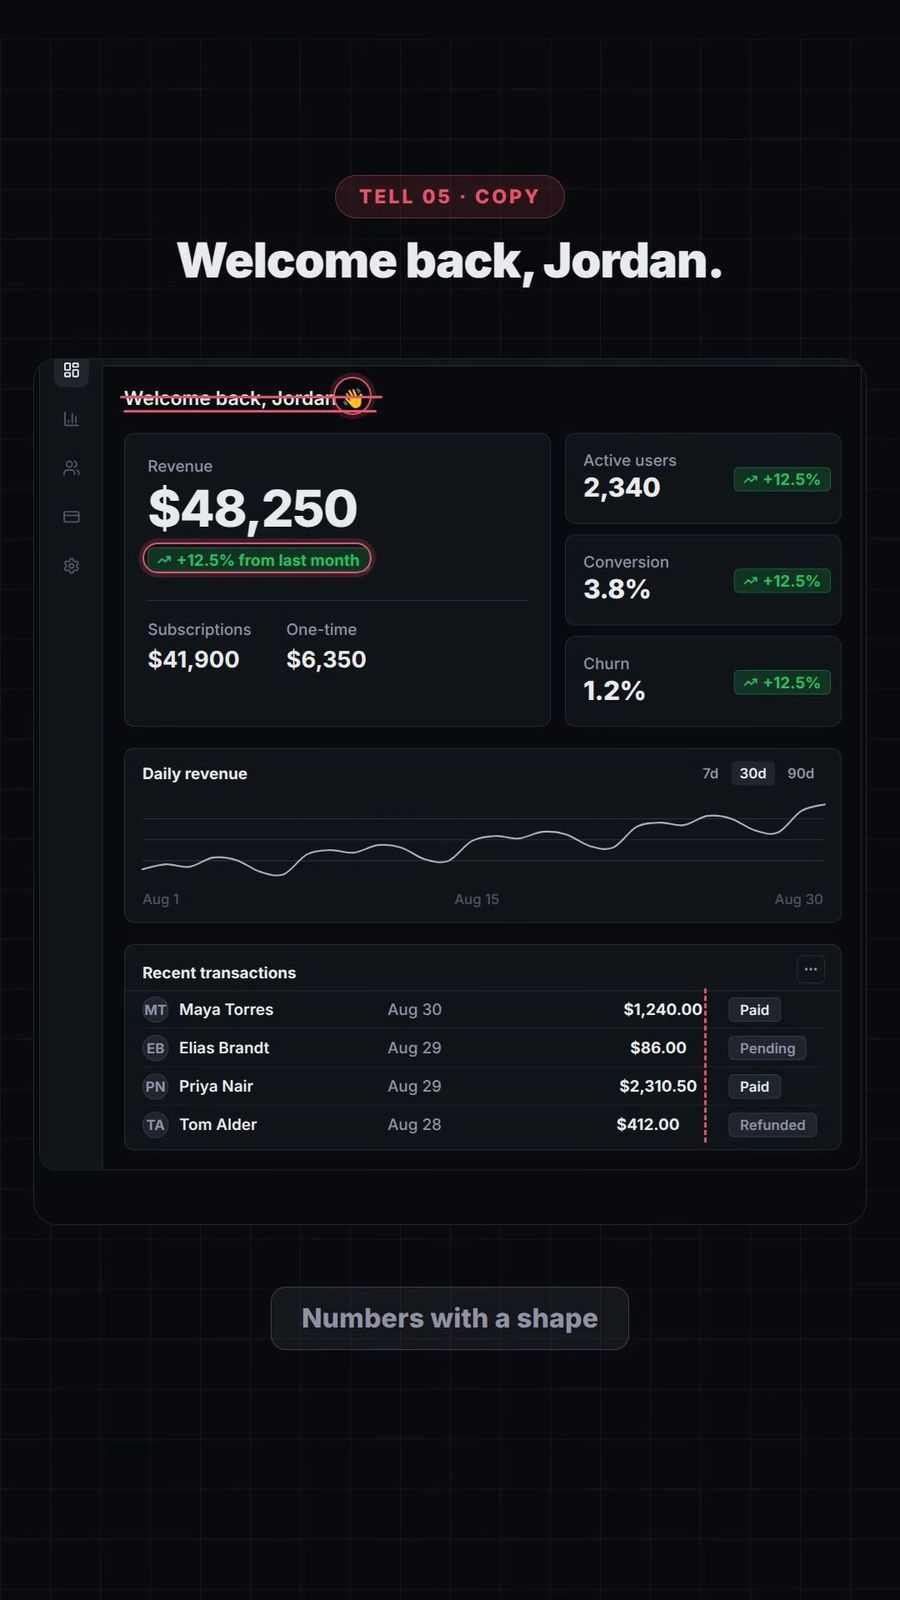 TELL 05 · COPY
Welcome back, Jordan.
Welcome back, Jordan 👋
Revenue
$48,250
+12.5% from last month
Subscriptions One-time
$41,900 $6,350
Active users
2,340
+12.5%
Conversion
3.8%
+12.5%
Churn
1.2%
+12.5%
Daily revenue 7d 30d 90d
Aug 1 Aug 15 Aug 30
Recent transactions
MT Maya Torres Aug 30 $1,240.00 Paid
EB Elias Brandt Aug 29 $86.00 Pending
PN Priya Nair Aug 29 $2,310.50 Paid
TA Tom Alder Aug 28 $412.00 Refunded
Numbers with a shape